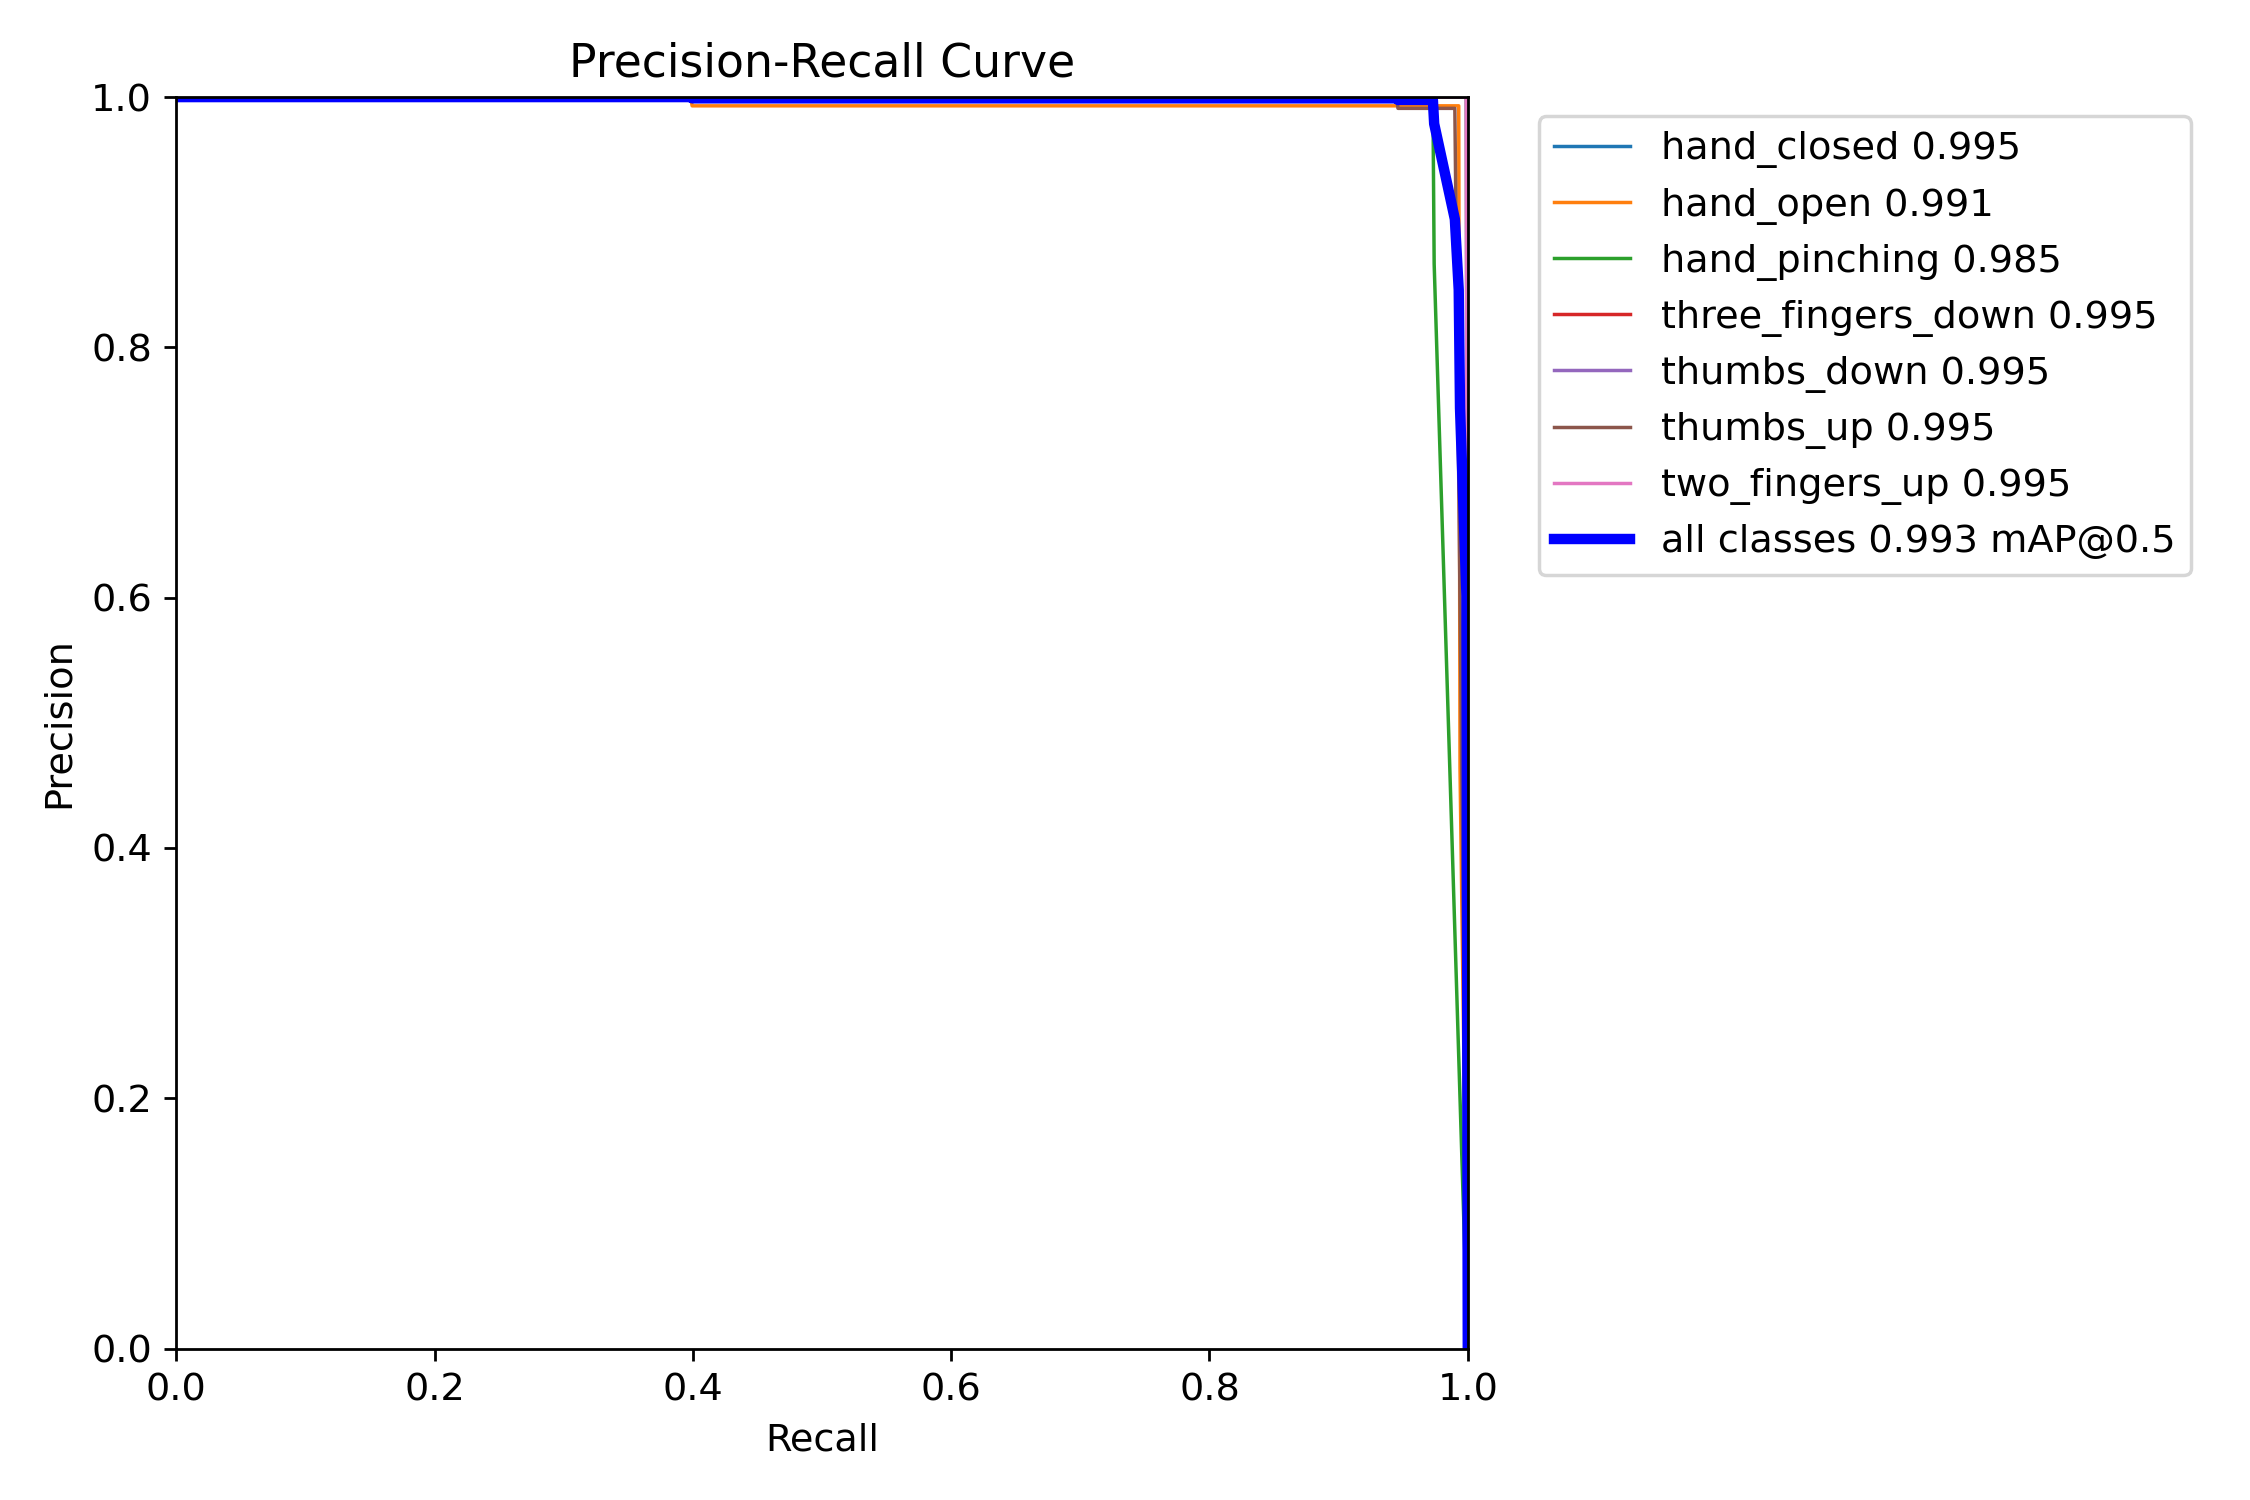 Precision-Recall Curve
1.0
0.8
0.6
0.4
0.2
0.0
Precision
0.0 0.2 0.4 0.6 0.8 1.0
Recall
hand_closed 0.995
hand_open 0.991
hand_pinching 0.985
three_fingers_down 0.995
thumbs_down 0.995
thumbs_up 0.995
two_fingers_up 0.995
all classes 0.993 mAP@0.5